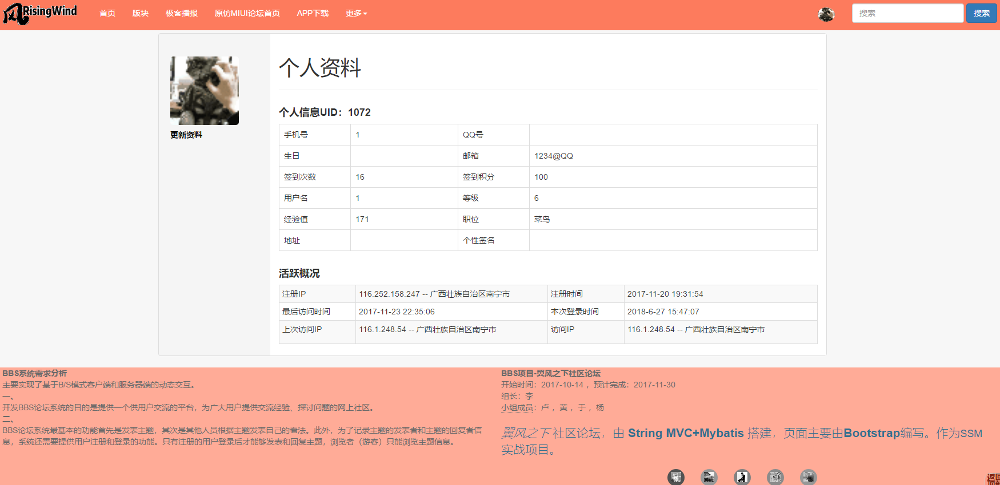 风RisingWind 首页 版块 极客播报 原仿MIUI论坛首页 APP下载 更多 搜索 搜索
个人资料
更新资料
个人信息UID：1072
手机号 1 QQ号
生日 邮箱 1234@QQ
签到次数 16 签到积分 100
用户名 1 等级 6
经验值 171 职位 菜鸟
地址 个性签名
活跃概况
注册IP 116.252.158.247 -- 广西壮族自治区南宁市 注册时间 2017-11-20 19:31:54
最后访问时间 2017-11-23 22:35:06 本次登录时间 2018-6-27 15:47:07
上次访问IP 116.1.248.54 -- 广西壮族自治区南宁市 访问IP 116.1.248.54 -- 广西壮族自治区南宁市
BBS系统需求分析
主要实现了基于B/S模式客户端和服务器端的动态交互。
一、
开发BBS论坛系统的目的是提供一个供用户交流的平台，为广大用户提供交流经验、探讨问题的网上社区。
二、
BBS论坛系统最基本的功能首先是发表主题，其次是其他人员根据主题发表自己的看法。此外，为了记录主题的发表者和主题的回复者信
息，系统还需要提供用户注册和登录的功能。只有注册的用户登录后才能够发表和回复主题，浏览者（游客）只能浏览主题信息。
BBS项目-翼风之下社区论坛
开始时间：2017-10-14 ，预计完成：2017-11-30
组长：李
小组成员：卢 ，黄 ，于 ，杨
翼风之下社区论坛，由 String MVC+Mybatis 搭建，页面主要由Bootstrap编写。作为SSM
实战项目。
返回